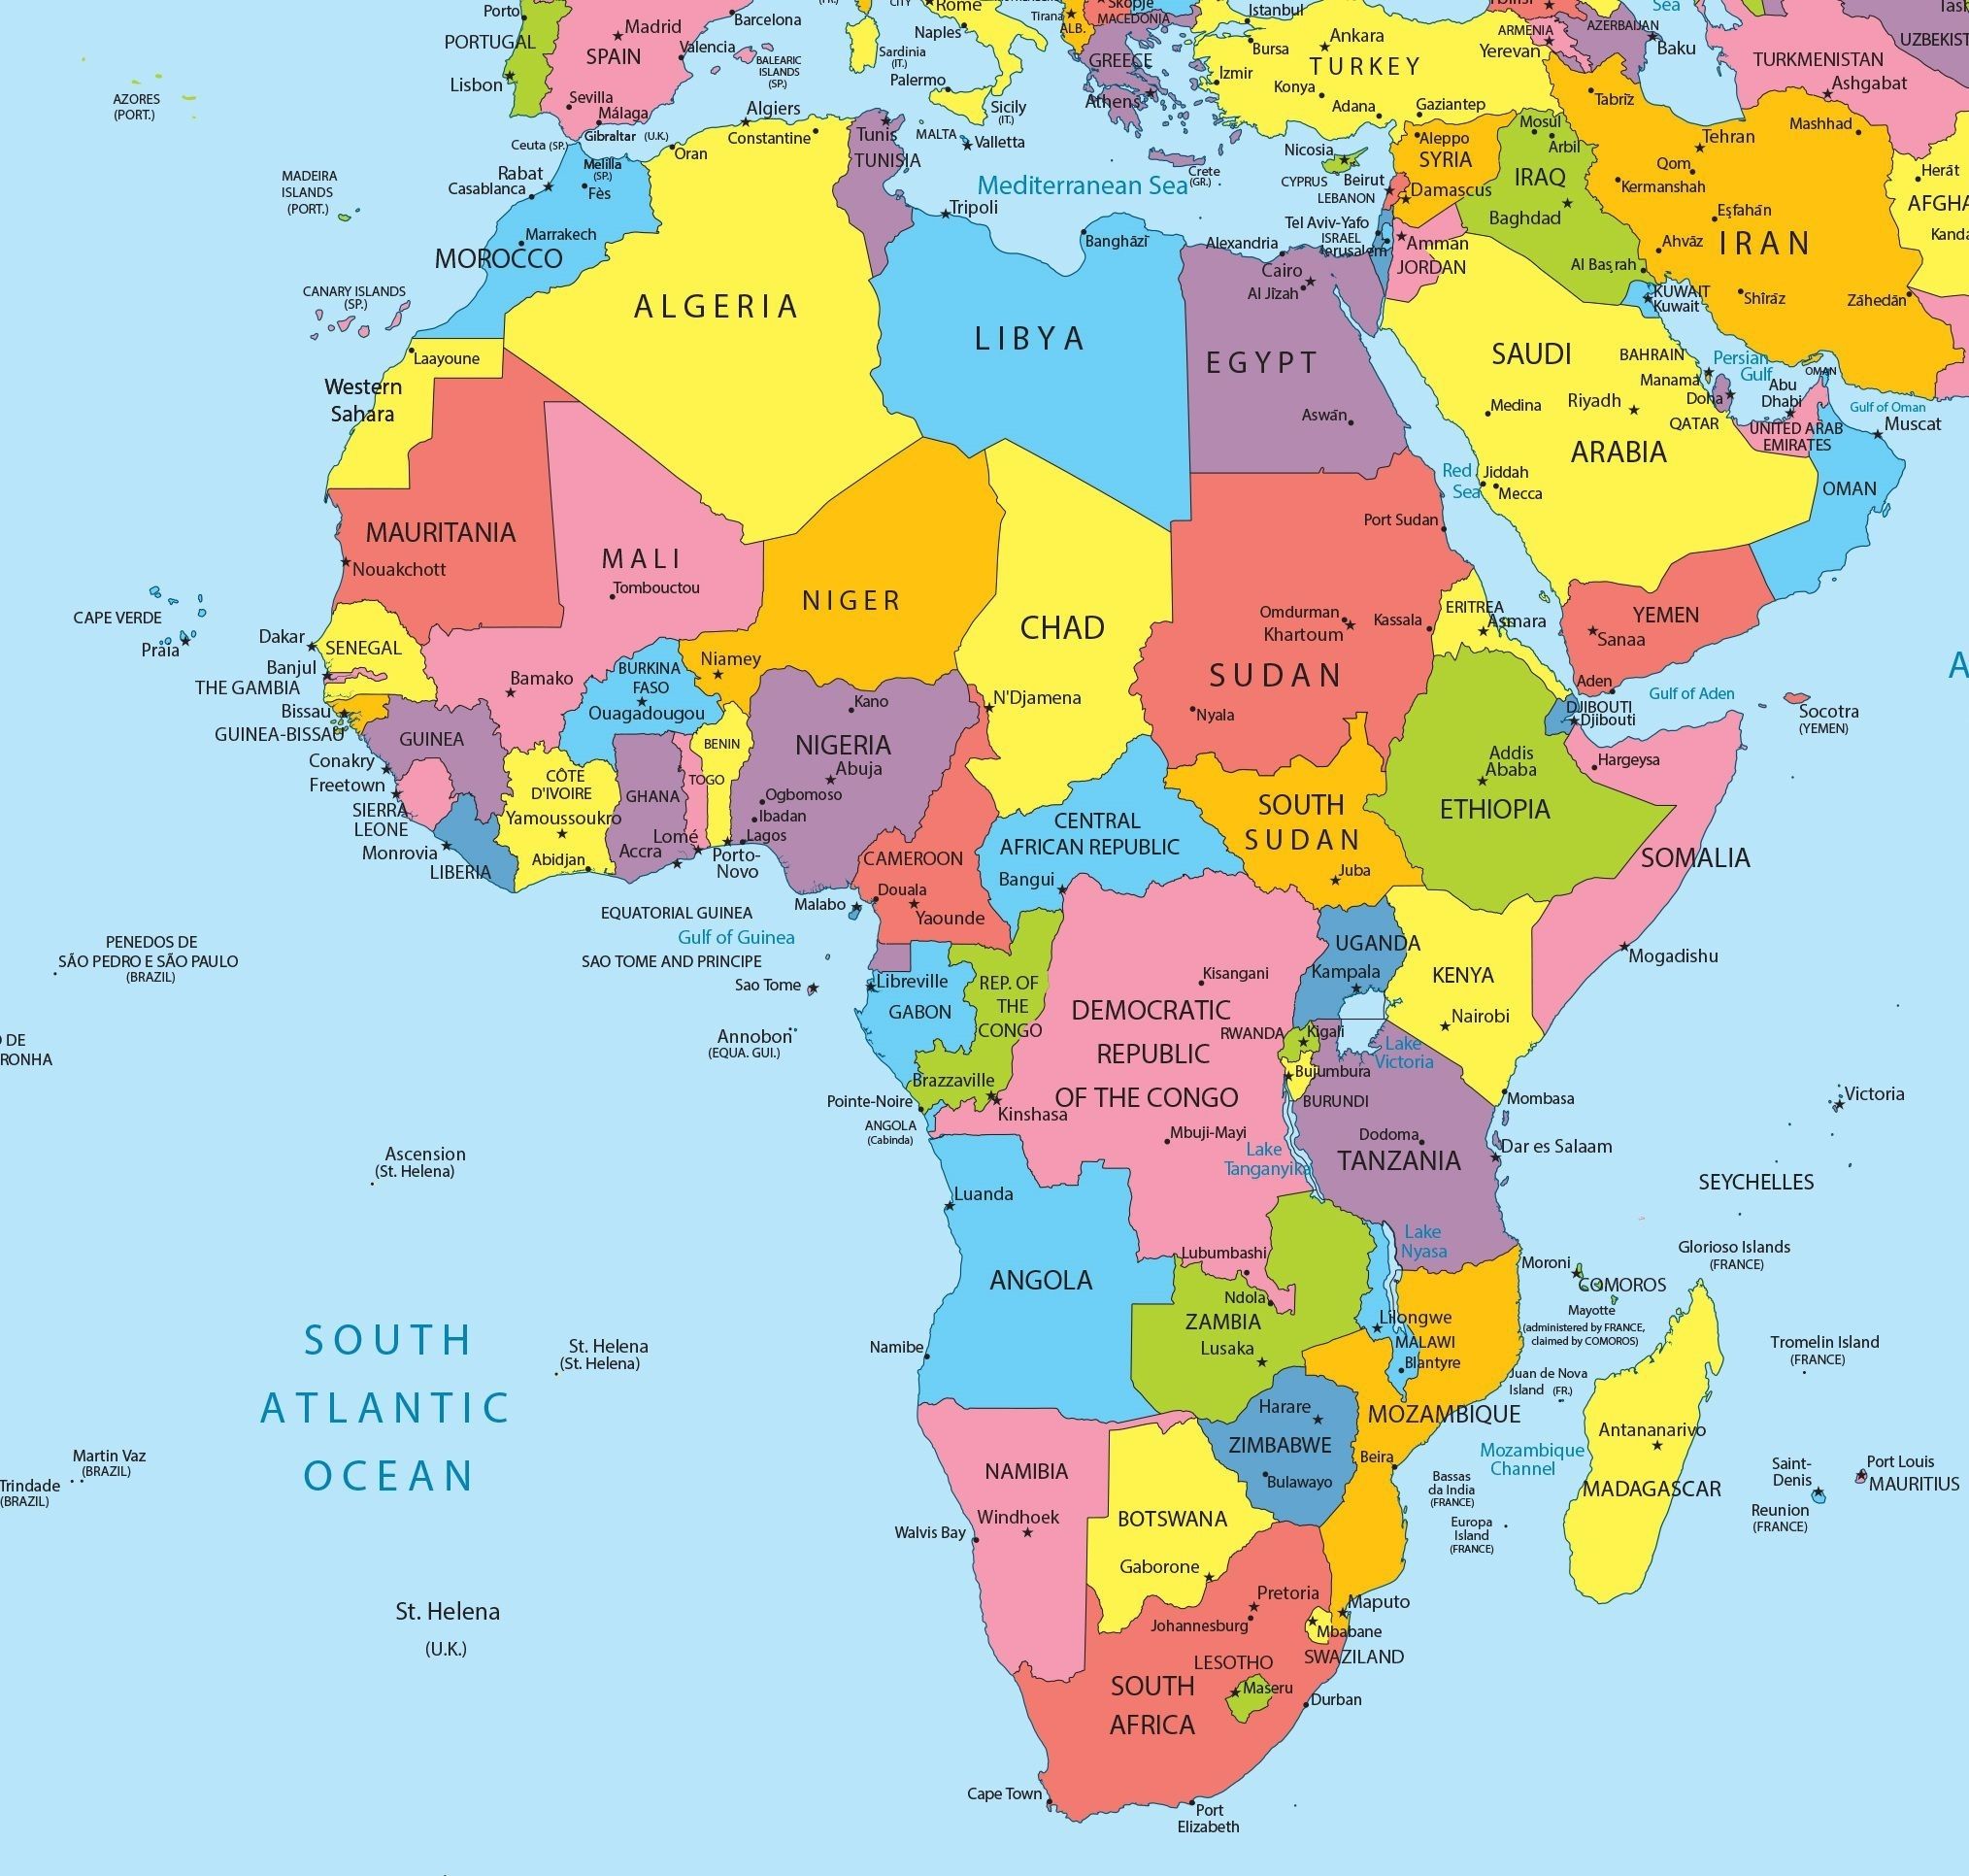 Port
Elizabeth
Cape Town
SOUTH
AFRICA
Durban
Maseru
LESOTHO
SWAZILAND
Mbabane
Maputo
Johannesburg
Pretoria
Gaborone
BOTSWANA
Windhoek
Walvis Bay
NAMIBIA
St. Helena
(U.K.)
SOUTH
ATLANTIC
OCEAN
Trindade
(BRAZIL)
Martin Vaz
(BRAZIL)
St. Helena
(St. Helena)
Ascension
(St. Helena)
Europa
Island
(FRANCE)
Bassas
da India
(FRANCE)
Reunion
(FRANCE)
Saint-
Denis
MAURITIUS
Port Louis
MADAGASCAR
Antananarivo
Mozambique
Channel
Juan de Nova
Island (FR.)
Tromelin Island
(FRANCE)
Mayotte
(administered by FRANCE,
claimed by COMOROS)
COMOROS
Moroni
Glorioso Islands
(FRANCE)
SEYCHELLES
Victoria
Bulawayo
ZIMBABWE
Harare
Beira
MOZAMBIQUE
Blantyre
MALAWI
Lilongwe
Lusaka
ZAMBIA
Ndola
Lubumbashi
Lake
Nyasa
Namibe
ANGOLA
Luanda
TANZANIA
Dodoma
Dar es Salaam
Lake
Tanganyika
Mbuji-Mayi
DEMOCRATIC
REPUBLIC
OF THE CONGO
Kinshasa
Kisangani
ANGOLA
(Cabinda)
Pointe-Noire
Brazzaville
REP. OF
THE
CONGO
GABON
Libreville
Mombasa
BURUNDI
Bujumbura
Lake
Victoria
RWANDA
Kigali
Nairobi
KENYA
Kampala
UGANDA
Mogadishu
SOMALIA
Annobon
(EQUA. GUI.)
Sao Tome
SAO TOME AND PRINCIPE
Gulf of Guinea
EQUATORIAL GUINEA
Malabo
PENEDOS DE
SÃO PEDRO E SÃO PAULO
(BRAZIL)
Yaounde
Douala
CAMEROON
Bangui
CENTRAL
AFRICAN REPUBLIC
Juba
SOUTH
SUDAN
ETHIOPIA
Addis
Ababa
Hargeysa
DJIBOUTI
Djibouti
Gulf of Aden
Socotra
(YEMEN)
Aden
Sanaa
YEMEN
Asmara
ERITREA
Kassala
Khartoum
Omdurman
SUDAN
Nyala
Port Sudan
N'Djamena
CHAD
NIGERIA
Abuja
Kano
Ogbomoso
Ibadan
Lagos
Porto-
Novo
Lomé
Accra
BENIN
TOGO
GHANA
Abidjan
Yamoussoukro
CÔTE
D'IVOIRE
LIBERIA
Monrovia
SIERRA
LEONE
Freetown
Conakry
GUINEA
GUINEA-BISSAU
Bissau
THE GAMBIA
Banjul
SENEGAL
Dakar
Praia
CAPE VERDE
Ouagadougou
BURKINA
FASO
Bamako
Niamey
NIGER
Tombouctou
MALI
Nouakchott
MAURITANIA
Western
Sahara
Laayoune
CANARY ISLANDS
(SP.)
MOROCCO
Marrakech
Fès
Casablanca
Rabat
Melilla
(SP.)
Ceuta (SP.)
Gibraltar (UK)
MADEIRA
ISLANDS
(PORT.)
AZORES
(PORT.)
ALGERIA
Oran
Algiers
Constantine
TUNISIA
Tunis
LIBYA
Tripoli
Banghāzī
EGYPT
Aswân
Cairo
Al Jīzah
Alexandria
Red
Sea
Mediterranean Sea
OMAN
Muscat
Gulf of Oman
UNITED ARAB
EMIRATES
Abu
Dhabi
OMAN
QATAR
Doha
Manama
BAHRAIN
Persian
Gulf
SAUDI
ARABIA
Riyadh
Medina
Mecca
Jiddah
Kuwait
KUWAIT
JORDAN
Amman
Jerusalem
ISRAEL
Tel Aviv-Yafo
LEBANON
Beirut
Damascus
SYRIA
Aleppo
CYPRUS
Nicosia
Baghdad
IRAQ
Al Başrah
Arbil
Mosul
IRAN
Zāhedān
Shīrāz
Ahvāz
Eşfahān
Kermanshah
Qom
Tehran
Mashhad
Tabrīz
Herāt
Ashgabat
TURKMENISTAN
Baku
AZERBAIJAN
ARMENIA
Yerevan
TURKEY
Gaziantep
Adana
Konya
Ankara
İzmir
Bursa
Istanbul
Athens
GREECE
Crete
(GR.)
MACEDONIA
Skopje
ALB.
Tirana
MALTA
Valletta
Sicily
(IT.)
Palermo
Naples
Rome
Sardinia
(IT.)
BALEARIC
ISLANDS
(SP.)
Valencia
Barcelona
SPAIN
Madrid
Málaga
Sevilla
PORTUGAL
Lisbon
Porto